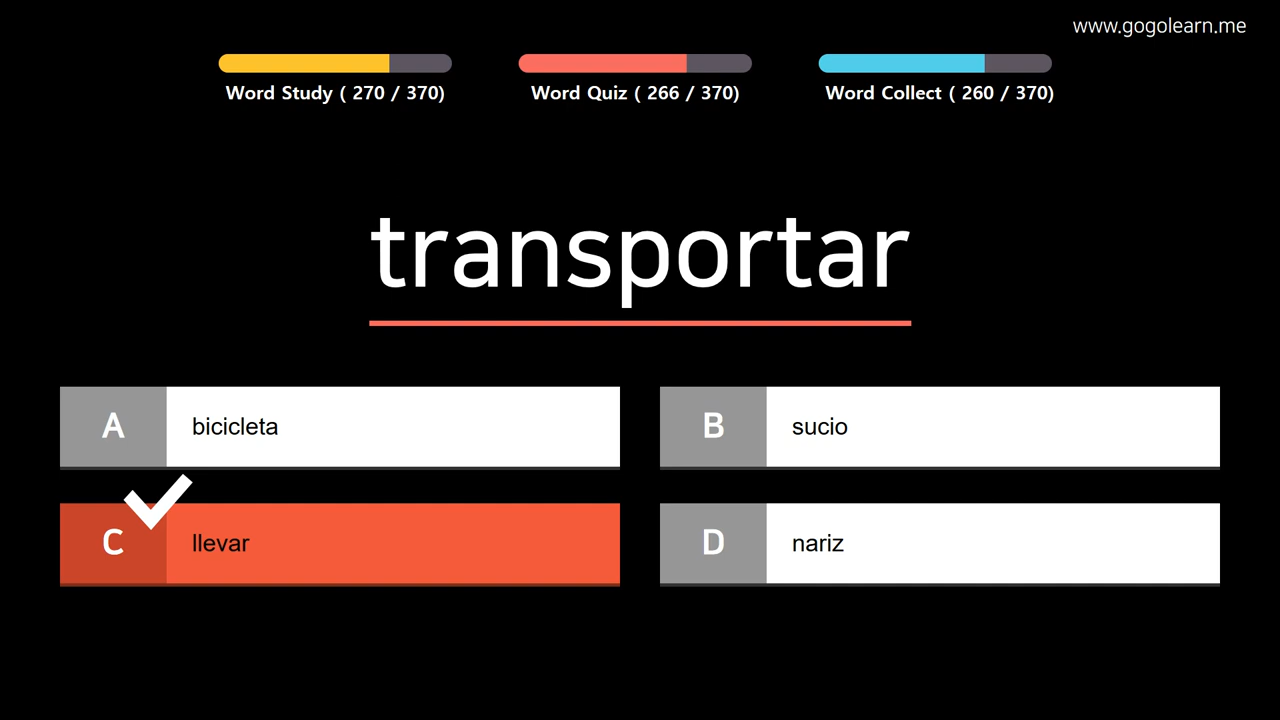 www.gogolearn.me
Word Study ( 270 / 370)
Word Quiz ( 266 / 370)
Word Collect ( 260 / 370)
transportar
A bicicleta
B sucio
C llevar
D nariz